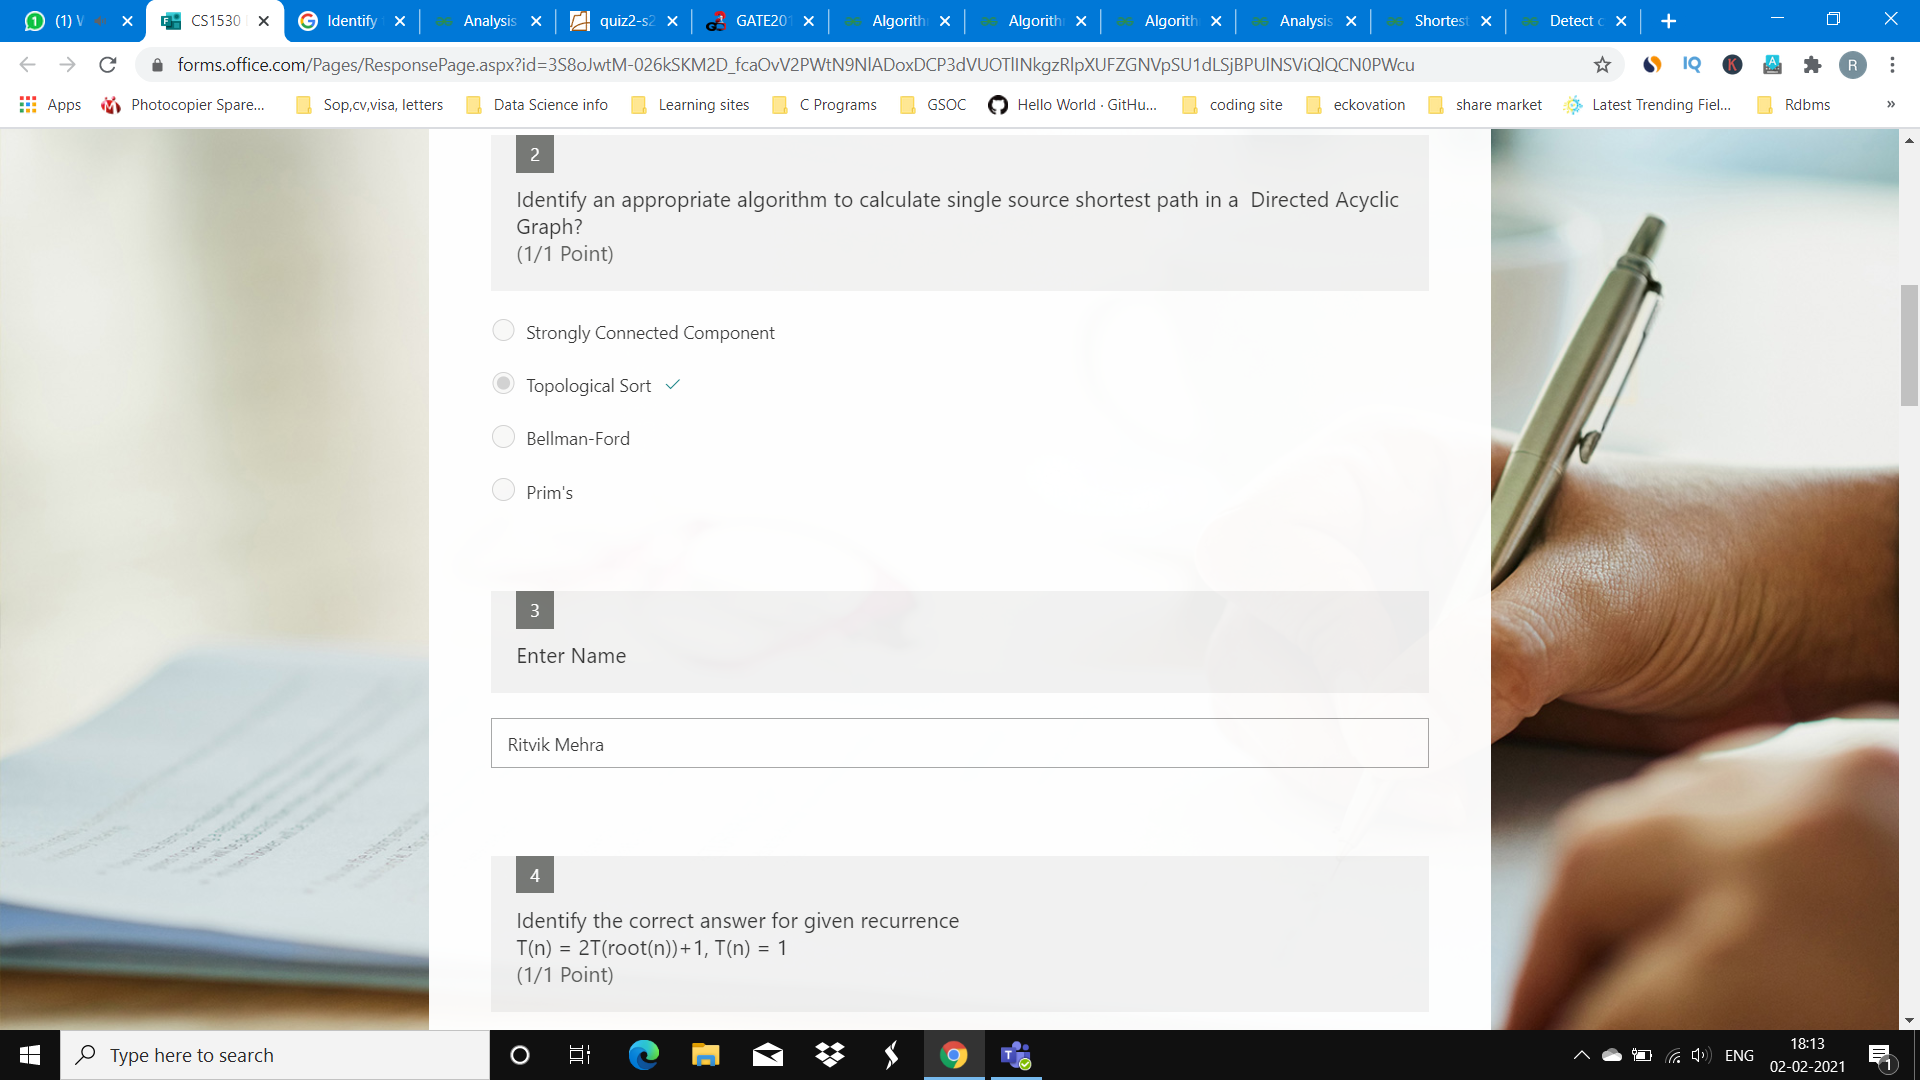 (1) W
CS1530
Identify
Analysis
quiz2-s2
GATE201
Algorith
Algorith
Algorith
Analysis
Shortest
Detect c
forms.office.com/Pages/ResponsePage.aspx?id=3S8oJwtM-026kSKM2D_fcaOvV2PWtN9NlADoxDCP3dVUOTlINkgzRlpXUFZGNVpSU1dLSjBPUlNSViQlQCN0PWcu
IQ
K
A
R
Apps
Photocopier Spare...
Sop,cv,visa, letters
Data Science info
Learning sites
C Programs
GSOC
Hello World · GitHu...
coding site
eckovation
share market
Latest Trending Fiel...
Rdbms
»
2
Identify an appropriate algorithm to calculate single source shortest path in a Directed Acyclic
Graph?
(1/1 Point)
Strongly Connected Component
Topological Sort
Bellman-Ford
Prim's
3
Enter Name
Ritvik Mehra
4
Identify the correct answer for given recurrence
T(n) = 2T(root(n))+1, T(n) = 1
(1/1 Point)
Type here to search
ENG
18:13
02-02-2021
1